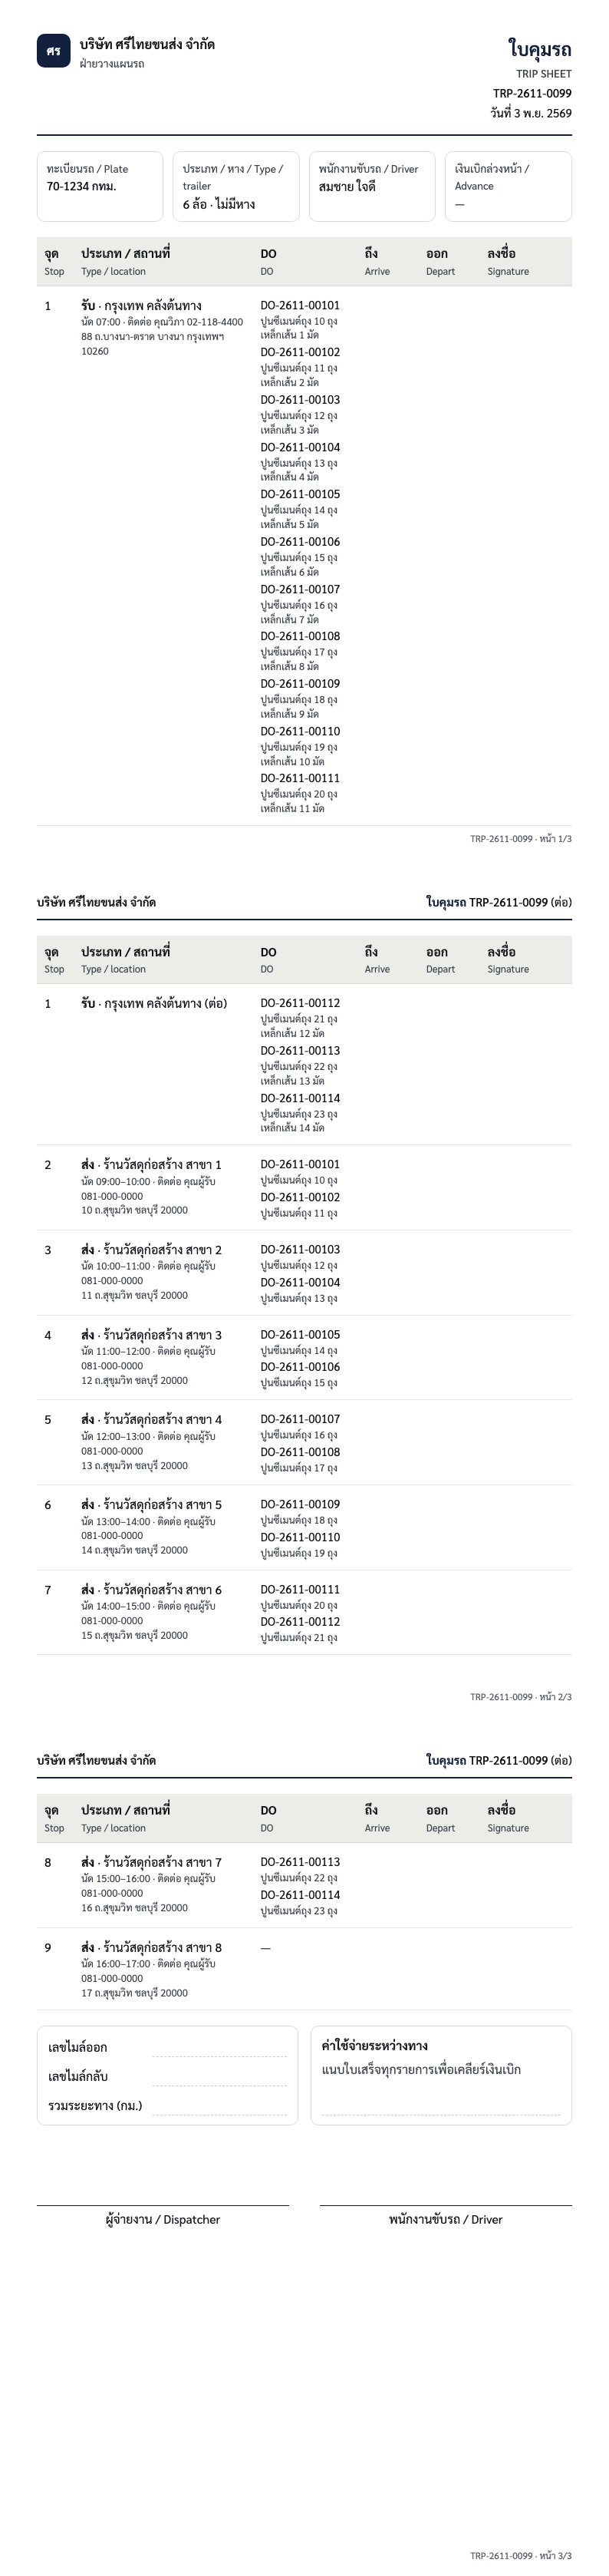 ศร
บริษัท ศรีไทยขนส่ง จำกัด
ฝ่ายวางแผนรถ
ใบคุมรถ
TRIP SHEET
TRP-2611-0099
วันที่ 3 พ.ย. 2569
ทะเบียนรถ / Plate
70-1234 กทม.
ประเภท / หาง / Type /
trailer
6 ล้อ · ไม่มีหาง
พนักงานขับรถ / Driver
สมชาย ใจดี
เงินเบิกล่วงหน้า /
Advance
—
จุด ประเภท / สถานที่ DO ถึง ออก ลงชื่อ
Stop Type / location DO Arrive Depart Signature
1 รับ · กรุงเทพ คลังต้นทาง
นัด 07:00 · ติดต่อ คุณวิภา 02-118-4400
88 ถ.บางนา-ตราด บางนา กรุงเทพฯ
10260
DO-2611-00101
ปูนซีเมนต์ถุง 10 ถุง
เหล็กเส้น 1 มัด
DO-2611-00102
ปูนซีเมนต์ถุง 11 ถุง
เหล็กเส้น 2 มัด
DO-2611-00103
ปูนซีเมนต์ถุง 12 ถุง
เหล็กเส้น 3 มัด
DO-2611-00104
ปูนซีเมนต์ถุง 13 ถุง
เหล็กเส้น 4 มัด
DO-2611-00105
ปูนซีเมนต์ถุง 14 ถุง
เหล็กเส้น 5 มัด
DO-2611-00106
ปูนซีเมนต์ถุง 15 ถุง
เหล็กเส้น 6 มัด
DO-2611-00107
ปูนซีเมนต์ถุง 16 ถุง
เหล็กเส้น 7 มัด
DO-2611-00108
ปูนซีเมนต์ถุง 17 ถุง
เหล็กเส้น 8 มัด
DO-2611-00109
ปูนซีเมนต์ถุง 18 ถุง
เหล็กเส้น 9 มัด
DO-2611-00110
ปูนซีเมนต์ถุง 19 ถุง
เหล็กเส้น 10 มัด
DO-2611-00111
ปูนซีเมนต์ถุง 20 ถุง
เหล็กเส้น 11 มัด
TRP-2611-0099 · หน้า 1/3
บริษัท ศรีไทยขนส่ง จำกัด ใบคุมรถ TRP-2611-0099 (ต่อ)
จุด ประเภท / สถานที่ DO ถึง ออก ลงชื่อ
Stop Type / location DO Arrive Depart Signature
1 รับ · กรุงเทพ คลังต้นทาง (ต่อ)
DO-2611-00112
ปูนซีเมนต์ถุง 21 ถุง
เหล็กเส้น 12 มัด
DO-2611-00113
ปูนซีเมนต์ถุง 22 ถุง
เหล็กเส้น 13 มัด
DO-2611-00114
ปูนซีเมนต์ถุง 23 ถุง
เหล็กเส้น 14 มัด
2 ส่ง · ร้านวัสดุก่อสร้าง สาขา 1
นัด 09:00–10:00 · ติดต่อ คุณผู้รับ
081-000-0000
10 ถ.สุขุมวิท ชลบุรี 20000
DO-2611-00101
ปูนซีเมนต์ถุง 10 ถุง
DO-2611-00102
ปูนซีเมนต์ถุง 11 ถุง
3 ส่ง · ร้านวัสดุก่อสร้าง สาขา 2
นัด 10:00–11:00 · ติดต่อ คุณผู้รับ
081-000-0000
11 ถ.สุขุมวิท ชลบุรี 20000
DO-2611-00103
ปูนซีเมนต์ถุง 12 ถุง
DO-2611-00104
ปูนซีเมนต์ถุง 13 ถุง
4 ส่ง · ร้านวัสดุก่อสร้าง สาขา 3
นัด 11:00–12:00 · ติดต่อ คุณผู้รับ
081-000-0000
12 ถ.สุขุมวิท ชลบุรี 20000
DO-2611-00105
ปูนซีเมนต์ถุง 14 ถุง
DO-2611-00106
ปูนซีเมนต์ถุง 15 ถุง
5 ส่ง · ร้านวัสดุก่อสร้าง สาขา 4
นัด 12:00–13:00 · ติดต่อ คุณผู้รับ
081-000-0000
13 ถ.สุขุมวิท ชลบุรี 20000
DO-2611-00107
ปูนซีเมนต์ถุง 16 ถุง
DO-2611-00108
ปูนซีเมนต์ถุง 17 ถุง
6 ส่ง · ร้านวัสดุก่อสร้าง สาขา 5
นัด 13:00–14:00 · ติดต่อ คุณผู้รับ
081-000-0000
14 ถ.สุขุมวิท ชลบุรี 20000
DO-2611-00109
ปูนซีเมนต์ถุง 18 ถุง
DO-2611-00110
ปูนซีเมนต์ถุง 19 ถุง
7 ส่ง · ร้านวัสดุก่อสร้าง สาขา 6
นัด 14:00–15:00 · ติดต่อ คุณผู้รับ
081-000-0000
15 ถ.สุขุมวิท ชลบุรี 20000
DO-2611-00111
ปูนซีเมนต์ถุง 20 ถุง
DO-2611-00112
ปูนซีเมนต์ถุง 21 ถุง
TRP-2611-0099 · หน้า 2/3
บริษัท ศรีไทยขนส่ง จำกัด ใบคุมรถ TRP-2611-0099 (ต่อ)
จุด ประเภท / สถานที่ DO ถึง ออก ลงชื่อ
Stop Type / location DO Arrive Depart Signature
8 ส่ง · ร้านวัสดุก่อสร้าง สาขา 7
นัด 15:00–16:00 · ติดต่อ คุณผู้รับ
081-000-0000
16 ถ.สุขุมวิท ชลบุรี 20000
DO-2611-00113
ปูนซีเมนต์ถุง 22 ถุง
DO-2611-00114
ปูนซีเมนต์ถุง 23 ถุง
9 ส่ง · ร้านวัสดุก่อสร้าง สาขา 8
นัด 16:00–17:00 · ติดต่อ คุณผู้รับ
081-000-0000
17 ถ.สุขุมวิท ชลบุรี 20000
—
เลขไมล์ออก
เลขไมล์กลับ
รวมระยะทาง (กม.)
ค่าใช้จ่ายระหว่างทาง
แนบใบเสร็จทุกรายการเพื่อเคลียร์เงินเบิก
ผู้จ่ายงาน / Dispatcher
พนักงานขับรถ / Driver
TRP-2611-0099 · หน้า 3/3